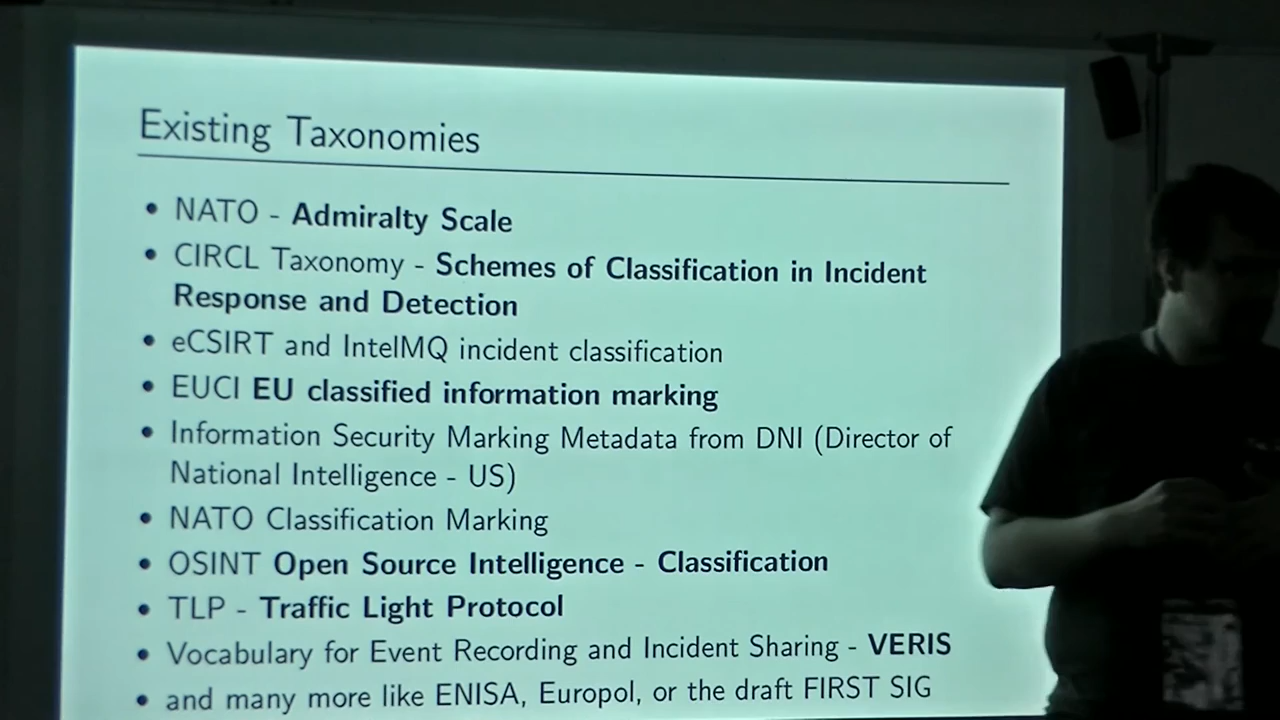 Existing Taxonomies
• NATO - Admiralty Scale
• CIRCL Taxonomy - Schemes of Classification in Incident
Response and Detection
• eCSIRT and IntelMQ incident classification
• EUCI EU classified information marking
• Information Security Marking Metadata from DNI (Director of
National Intelligence - US)
• NATO Classification Marking
• OSINT Open Source Intelligence - Classification
• TLP - Traffic Light Protocol
• Vocabulary for Event Recording and Incident Sharing - VERIS
• and many more like ENISA, Europol, or the draft FIRST SIG